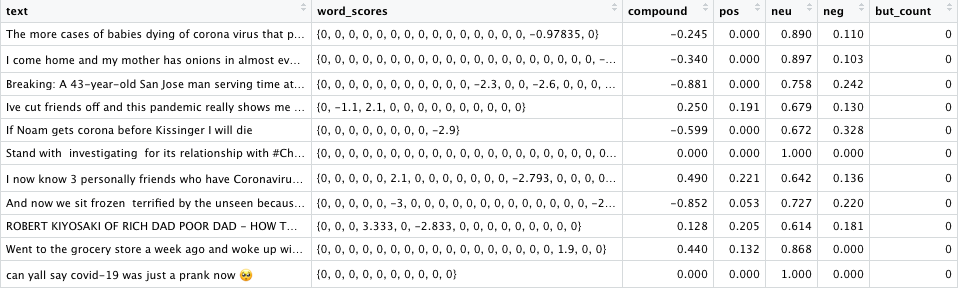 text word_scores compound pos neu neg but_count
The more cases of babies dying of corona virus that p... {0, 0, 0, 0, 0, 0, 0, 0, 0, 0, 0, 0, 0, 0, 0, −0.97835, 0} −0.245 0.000 0.890 0.110 0
I come home and my mother has onions in almost ev... {0, 0, 0, 0, 0, 0, 0, 0, 0, 0, 0, 0, 0, 0, 0, 0, 0, 0, 0, −... −0.340 0.000 0.897 0.103 0
Breaking: A 43-year-old San Jose man serving time at... {0, 0, 0, 0, 0, 0, 0, 0, 0, 0, 0, −2.3, 0, 0, −2.6, 0, 0, 0, ... −0.881 0.000 0.758 0.242 0
Ive cut friends off and this pandemic really shows me ... {0, −1.1, 2.1, 0, 0, 0, 0, 0, 0, 0, 0, 0, 0} 0.250 0.191 0.679 0.130 0
If Noam gets corona before Kissinger I will die {0, 0, 0, 0, 0, 0, 0, 0, −2.9} −0.599 0.000 0.672 0.328 0
Stand with investigating for its relationship with #Ch... {0, 0, 0, 0, 0, 0, 0, 0, 0, 0, 0, 0, 0, 0, 0, 0, 0, 0, 0, 0... 0.000 0.000 1.000 0.000 0
I now know 3 personally friends who have Coronaviru... {0, 0, 0, 0, 0, 2.1, 0, 0, 0, 0, 0, 0, 0, −2.793, 0, 0, 0, 0... 0.490 0.221 0.642 0.136 0
And now we sit frozen terrified by the unseen becaus... {0, 0, 0, 0, 0, −3, 0, 0, 0, 0, 0, 0, 0, 0, 0, 0, 0, 0, −2... −0.852 0.053 0.727 0.220 0
ROBERT KIYOSAKI OF RICH DAD POOR DAD – HOW T... {0, 0, 0, 3.333, 0, −2.833, 0, 0, 0, 0, 0, 0, 0, 0, 0} 0.128 0.205 0.614 0.181 0
Went to the grocery store a week ago and woke up wi... {0, 0, 0, 0, 0, 0, 0, 0, 0, 0, 0, 0, 0, 0, 0, 1.9, 0, 0} 0.440 0.132 0.868 0.000 0
can yall say covid-19 was just a prank now 🥺 {0, 0, 0, 0, 0, 0, 0, 0, 0, 0} 0.000 0.000 1.000 0.000 0